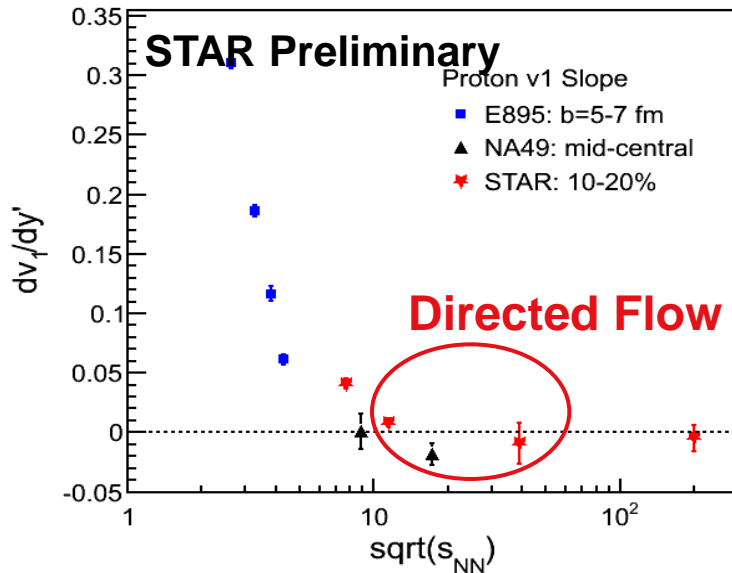 STAR Preliminary
Proton v1 Slope
E895: b=5-7 fm
NA49: mid-central
STAR: 10-20%
Directed Flow
dv₁/dy'
0.35
0.3
0.25
0.2
0.15
0.1
0.05
0
-0.05
1
10
10²
sqrt(s_NN)